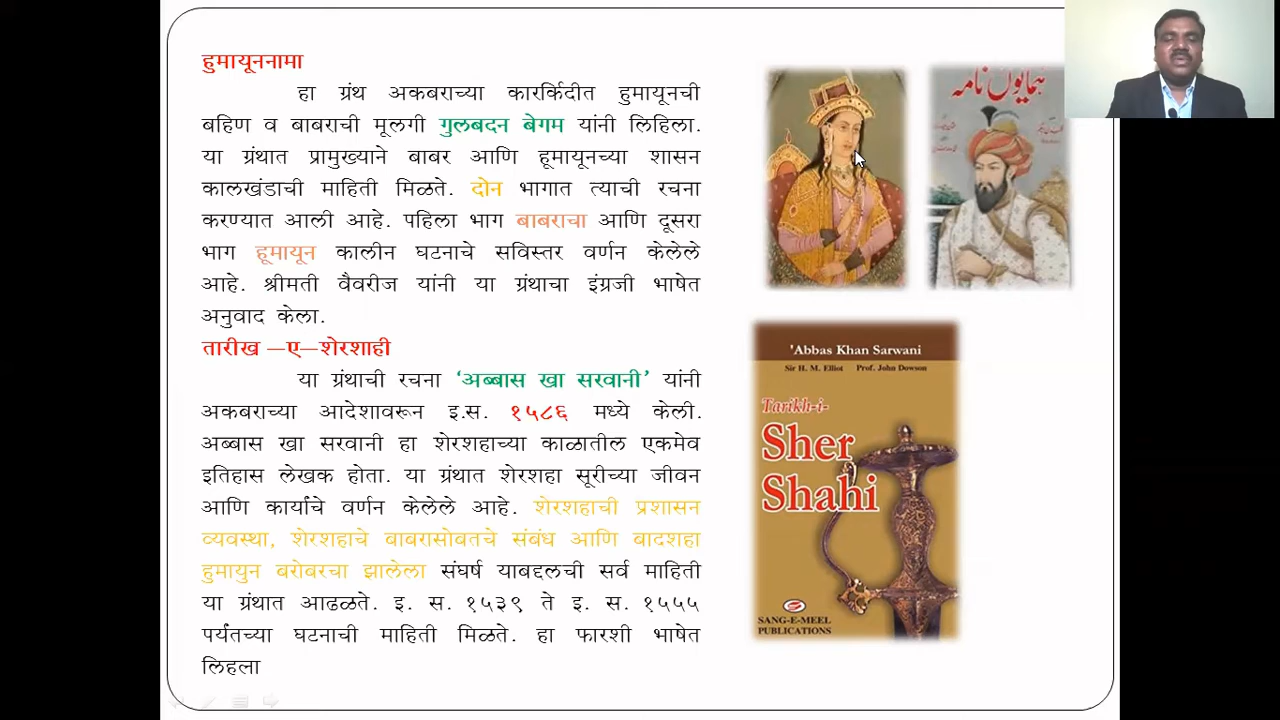 हुमायूननामा
हा ग्रंथ अकबराच्या कारर्किदीत हुमायूनची
बहिण व बाबराची मूलगी गुलबदन बेगम यांनी लिहिला.
या ग्रंथात प्रामुख्याने बाबर आणि हूमायूनच्या शासन
कालखंडाची माहिती मिळते. दोन भागात त्याची रचना
करण्यात आली आहे. पहिला भाग बाबराचा आणि दूसरा
भाग हूमायून कालीन घटनाचे सविस्तर वर्णन केलेले
आहे. श्रीमती वैवरीज यांनी या ग्रंथाचा इंग्रजी भाषेत
अनुवाद केला.
तारीख –ए–शेरशाही
या ग्रंथाची रचना ‘अब्बास खा सरवानी’ यांनी
अकबराच्या आदेशावरून इ.स. १५८६ मध्ये केली.
अब्बास खा सरवानी हा शेरशहाच्या काळातील एकमेव
इतिहास लेखक होता. या ग्रंथात शेरशहा सूरीच्या जीवन
आणि कार्याचे वर्णन केलेले आहे. शेरशहाची प्रशासन
व्यवस्था, शेरशहाचे बाबरासोबतचे संबंध आणि बादशहा
हुमायुन बरोबरचा झालेला संघर्ष याबद्दलची सर्व माहिती
या ग्रंथात आढळते. इ. स. १५३९ ते इ. स. १५५५
पर्यंतच्या घटनाची माहिती मिळते. हा फारशी भाषेत
लिहला
ہمایوں نامہ
'Abbas Khan Sarwani
Sir H. M. Elliot Prof. John Dowson
Tarikh-i-
Sher
Shahi
SANG-E-MEEL
PUBLICATIONS